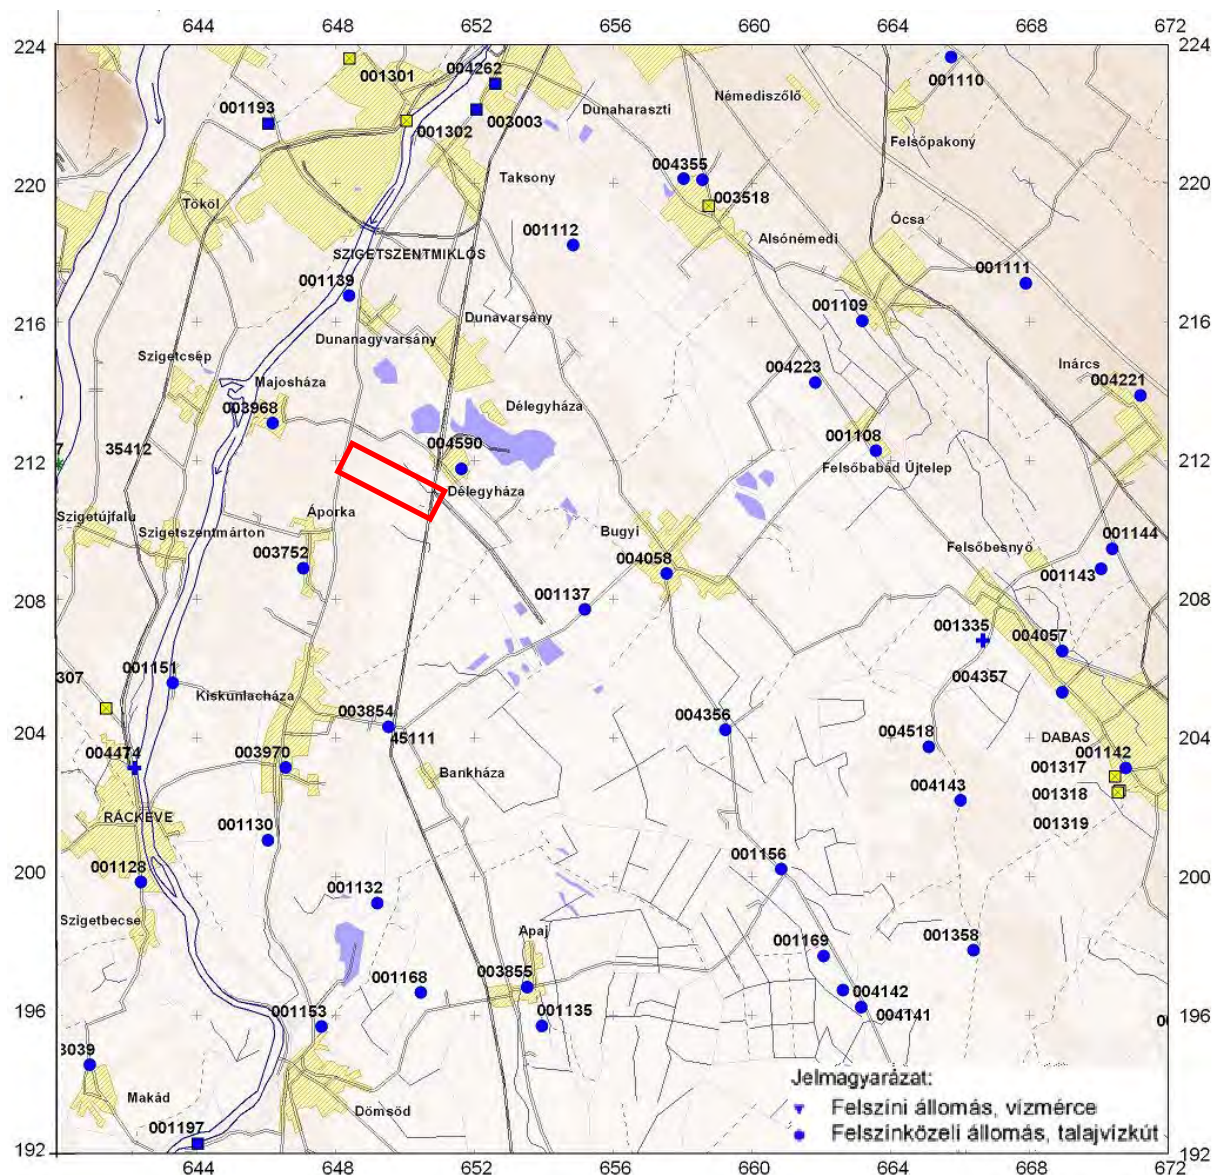 644 648 652 656 660 664 668 672
224 224
001301
004262
001110
001193
001302
003003
Dunaharaszti
Némediszőlő
Felsőpakony
220 220
Taksony
004355
003518
Tököl
001112
Ócsa
Alsónémedi
SZIGETSZENTMIKLÓS
001139
001111
216 216
Dunavarsány
001109
Dunanagyvarsány
Szigetcsép
Majosháza
004223
Inárcs
004221
003968
Délegyháza
001108
7
35412
004590
212 212
Felsőbabád Újtelep
Délegyháza
Szigetújfalu
Áporka
Szigetszentmárton
Bugyi
001144
003752
004058
Felsőbesnyő
001143
208 208
001137
001335
004057
001151
307
004357
Kiskunlacháza
003854
45111
004356
204 204
004474
003970
004518
DABAS
001142
Bankháza
001317
004143
001318
RÁCKEVE
001130
001319
001156
200 200
001128
001132
Szigetbecse
Apaj
001169
001358
001168
003855
004142
001153
001135
004141
196 196
00
3039
Makád
Dömsöd
001197
Jelmagyarázat:
Felszíni állomás, vízmérce
Felszínközeli állomás, talajvízkút
192 192
644 648 652 656 660 664 668 672